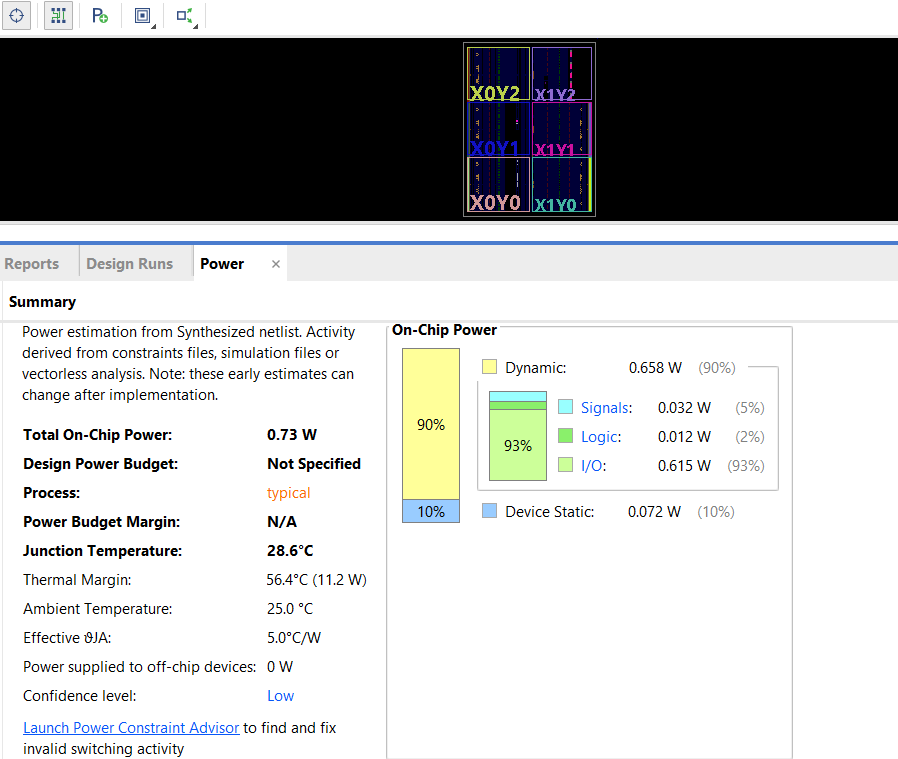 X0Y2 X1Y2
X0Y1 X1Y1
X0Y0 X1Y0
Reports Design Runs Power ×
Summary
Power estimation from Synthesized netlist. Activity
derived from constraints files, simulation files or
vectorless analysis. Note: these early estimates can
change after implementation.
Total On-Chip Power: 0.73 W
Design Power Budget: Not Specified
Process: typical
Power Budget Margin: N/A
Junction Temperature: 28.6°C
Thermal Margin: 56.4°C (11.2 W)
Ambient Temperature: 25.0 °C
Effective ϑJA: 5.0°C/W
Power supplied to off-chip devices: 0 W
Confidence level: Low
Launch Power Constraint Advisor to find and fix
invalid switching activity
On-Chip Power
90%
10%
Dynamic: 0.658 W (90%)
93%
Signals: 0.032 W (5%)
Logic: 0.012 W (2%)
I/O: 0.615 W (93%)
Device Static: 0.072 W (10%)